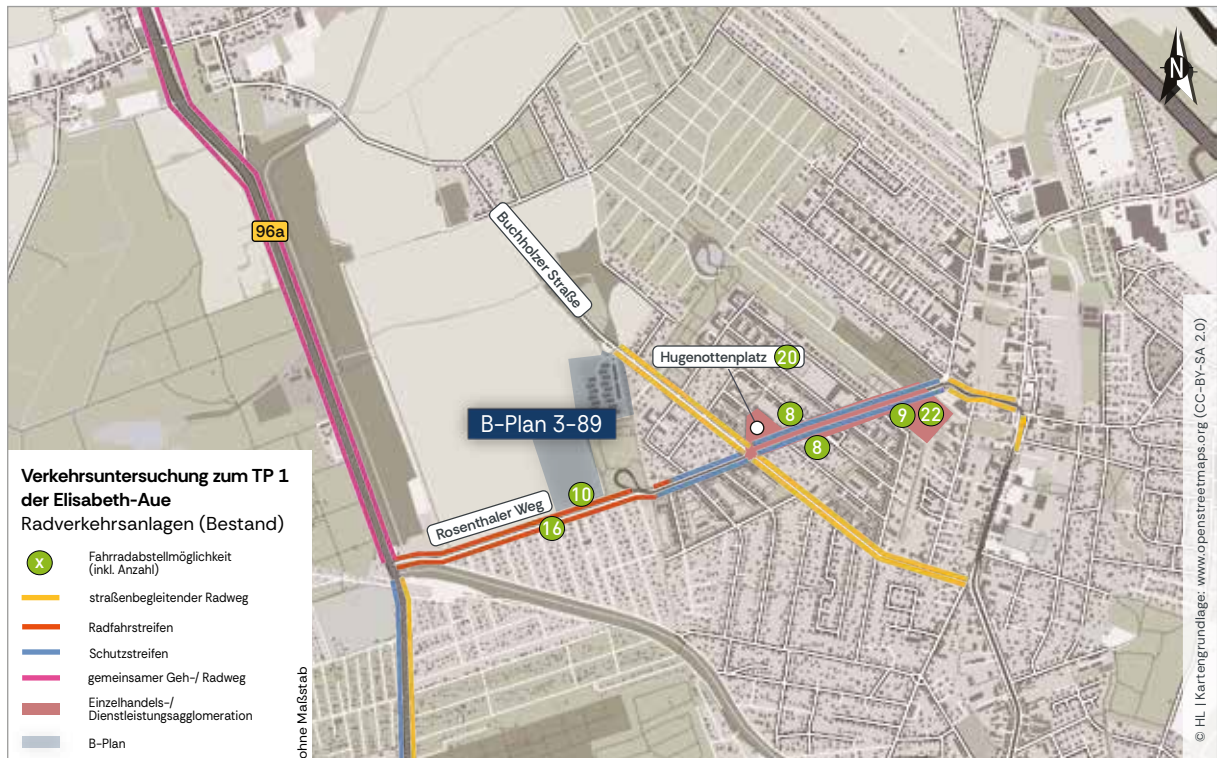 N
96a
Buchholzer Straße
Hugenottenplatz 20
8
9 22
8
B-Plan 3-89
10
Rosenthaler Weg
16
Verkehrsuntersuchung zum TP 1
der Elisabeth-Aue
Radverkehrsanlagen (Bestand)
x Fahrradabstellmöglichkeit
(inkl. Anzahl)
straßenbegleitender Radweg
Radfahrstreifen
Schutzstreifen
gemeinsamer Geh-/ Radweg
Einzelhandels-/
Dienstleistungsagglomeration
B-Plan
ohne Maßstab
© HL | Kartengrundlage: www.openstreetmaps.org (CC-BY-SA 2.0)